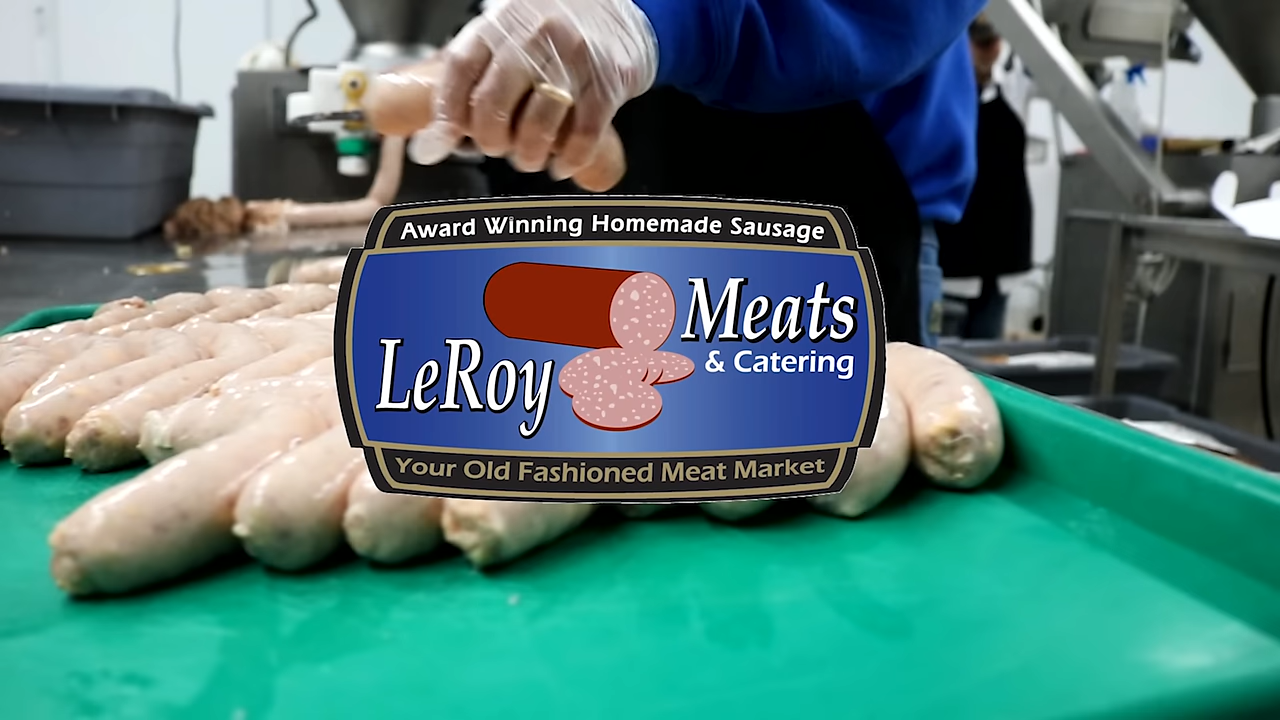 Award Winning Homemade Sausage
LeRoy Meats
& Catering
Your Old Fashioned Meat Market